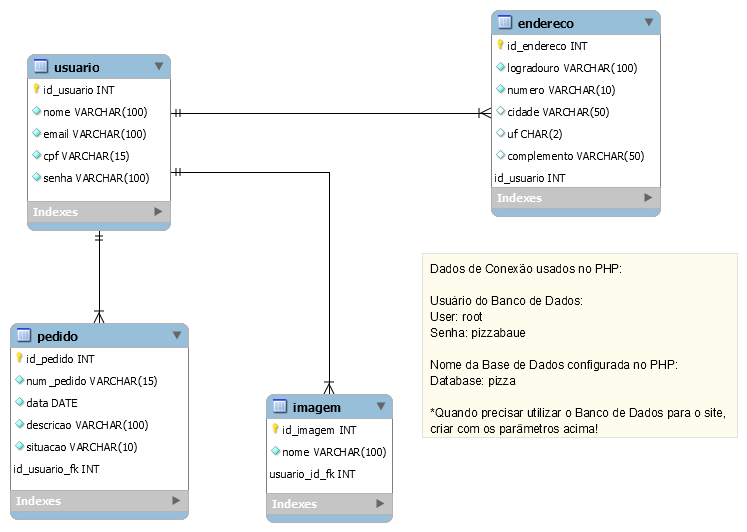 usuario
id_usuario INT
nome VARCHAR(100)
email VARCHAR(100)
cpf VARCHAR(15)
senha VARCHAR(100)
Indexes
endereco
id_endereco INT
logradouro VARCHAR(100)
numero VARCHAR(10)
cidade VARCHAR(50)
uf CHAR(2)
complemento VARCHAR(50)
id_usuario INT
Indexes
pedido
id_pedido INT
num_pedido VARCHAR(15)
data DATE
descricao VARCHAR(100)
situacao VARCHAR(10)
id_usuario_fk INT
Indexes
imagem
id_imagem INT
nome VARCHAR(100)
usuario_id_fk INT
Indexes
Dados de Conexão usados no PHP:
Usuário do Banco de Dados:
User: root
Senha: pizzabaue
Nome da Base de Dados configurada no PHP:
Database: pizza
*Quando precisar utilizar o Banco de Dados para o site,
criar com os parâmetros acima!